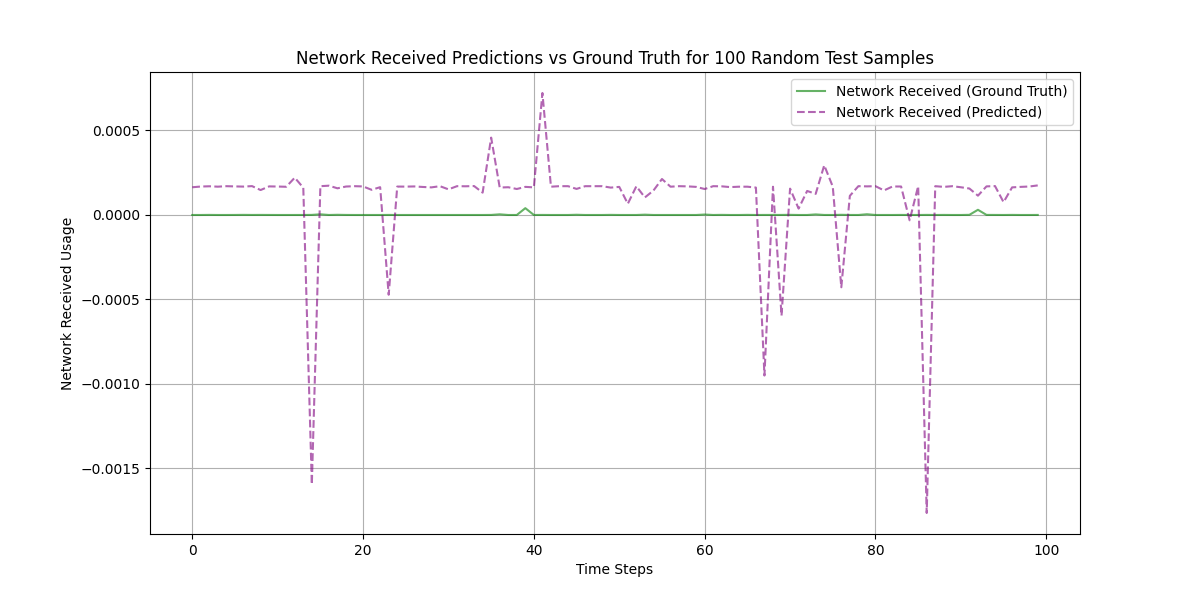 Network Received Predictions vs Ground Truth for 100 Random Test Samples
Network Received (Ground Truth)
Network Received (Predicted)
Network Received Usage
0.0005
0.0000
−0.0005
−0.0010
−0.0015
0 20 40 60 80 100
Time Steps